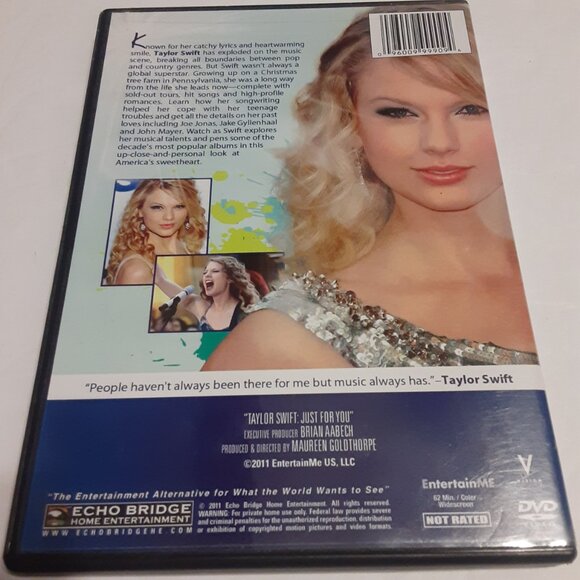 Known for her catchy lyrics and heartwarming
smile, Taylor Swift has exploded on the music
scene, breaking all boundaries between pop
and country genres. But Swift wasn't always a
global superstar. Growing up on a Christmas
tree farm in Pennsylvania, she was a long way
from the life she leads now—complete with
sold-out tours, hit songs and high-profile
romances. Learn how her songwriting
helped her cope with her teenage
troubles and get all the details on her past
loves including Joe Jonas, Jake Gyllenhaal
and John Mayer. Watch as Swift explores
her musical talents and pens some of the
decade's most popular albums in this
up-close-and-personal look at
America's sweetheart.
0 96009 99909 4
"People haven't always been there for me but music always has."–Taylor Swift
"TAYLOR SWIFT: JUST FOR YOU"
EXECUTIVE PRODUCER BRIAN AABECH
PRODUCED & DIRECTED BY MAUREEN GOLDTHORPE
©2011 EntertainMe US, LLC
"The Entertainment Alternative for What the World Wants to See"
ECHO BRIDGE
HOME ENTERTAINMENT
WWW.ECHOBRIDGEHE.COM
© 2011 Echo Bridge Home Entertainment. All rights reserved.
WARNING: For private home use only. Federal law provides severe
and criminal penalties for the unauthorized reproduction, distribution
or exhibition of copyrighted motion pictures and video formats
EntertainME
62 Min. / Color
Widescreen
NOT RATED
V
DVD
VIDEO